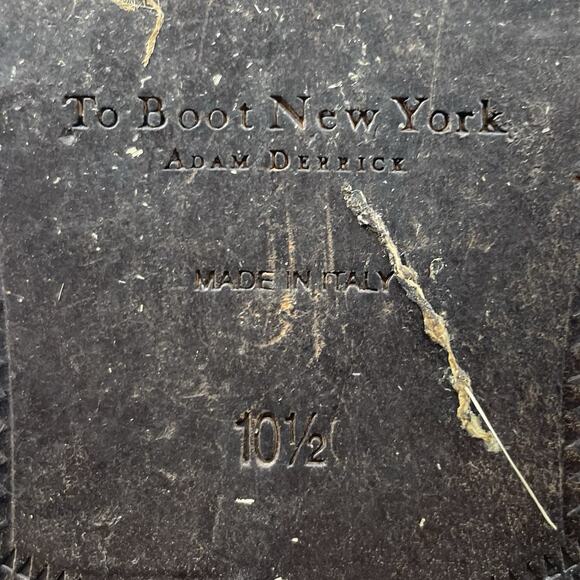 To Boot New York
ADAM DERRICK
MADE IN ITALY
10½